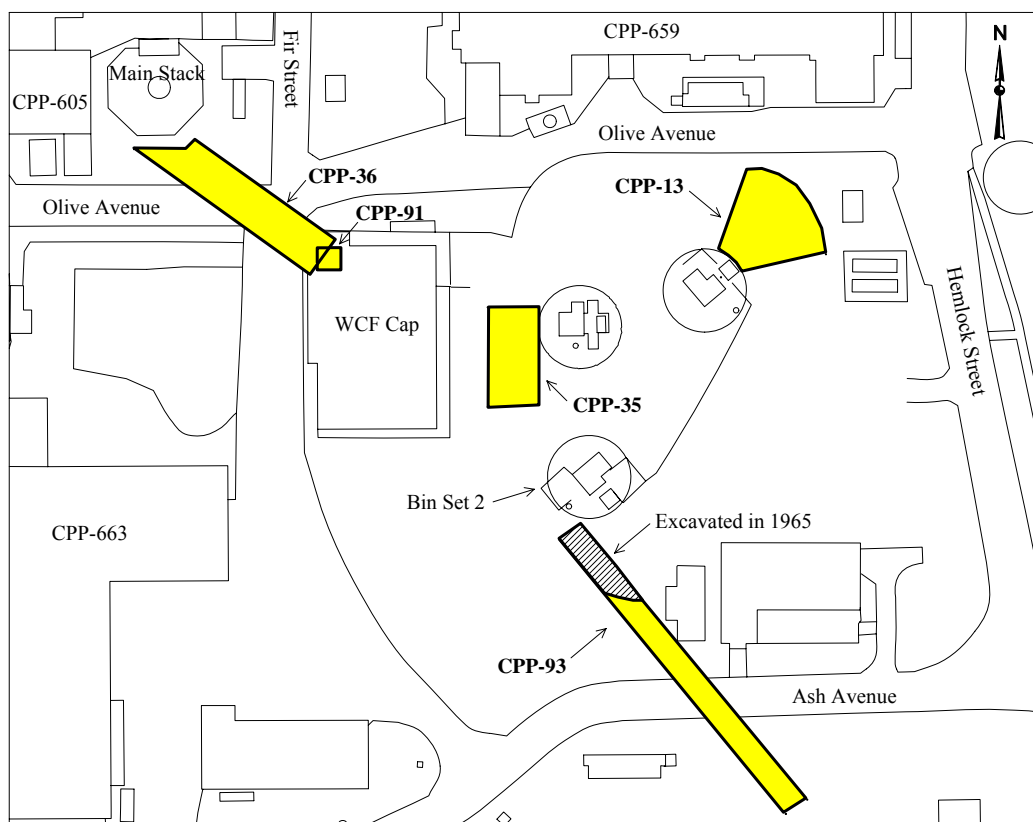 CPP-659
N
Fir Street
Main Stack
CPP-605
Olive Avenue
CPP-36
CPP-13
Olive Avenue
CPP-91
Hemlock Street
WCF Cap
CPP-35
Bin Set 2
Excavated in 1965
CPP-663
CPP-93
Ash Avenue